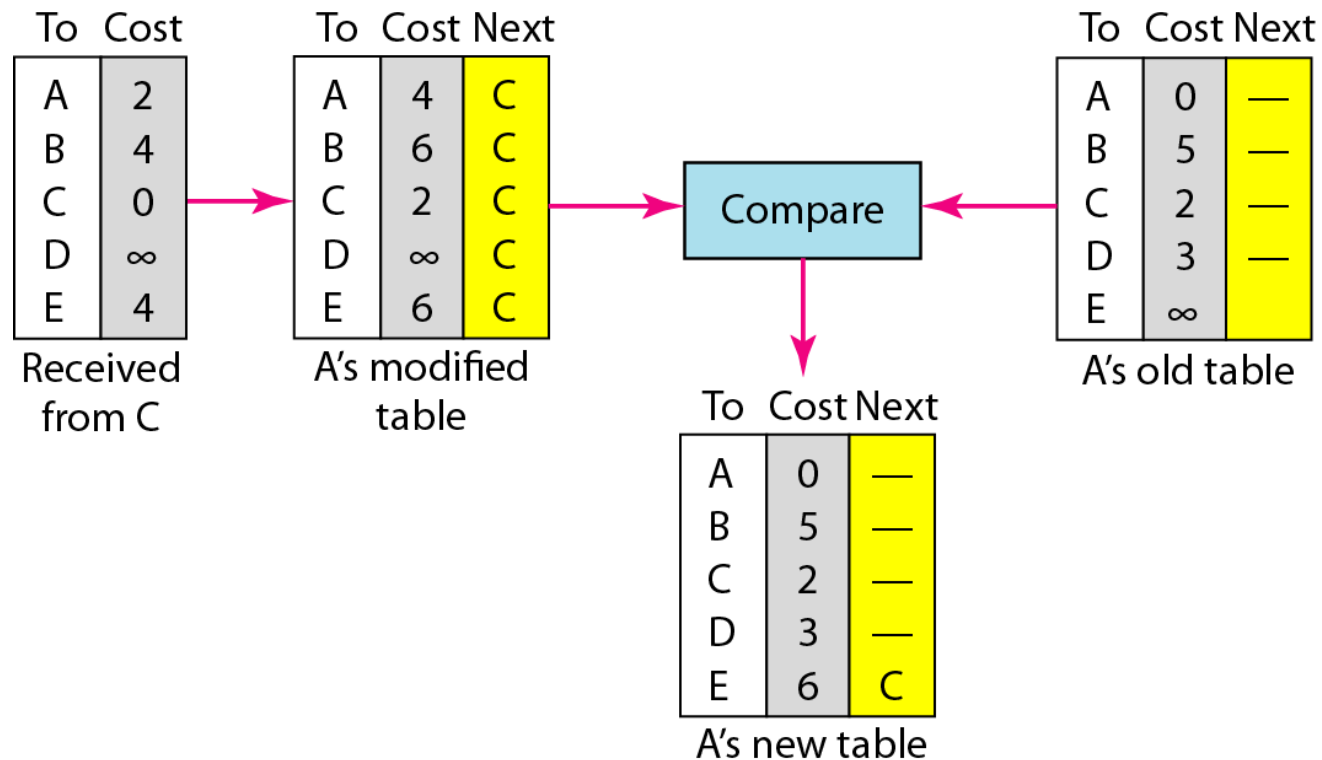 To Cost
A 2
B 4
C 0
D ∞
E 4
Received
from C
To Cost Next
A 4 C
B 6 C
C 2 C
D ∞ C
E 6 C
A's modified
table
Compare
To Cost Next
A 0 —
B 5 —
C 2 —
D 3 —
E ∞
A's old table
To Cost Next
A 0 —
B 5 —
C 2 —
D 3 —
E 6 C
A's new table